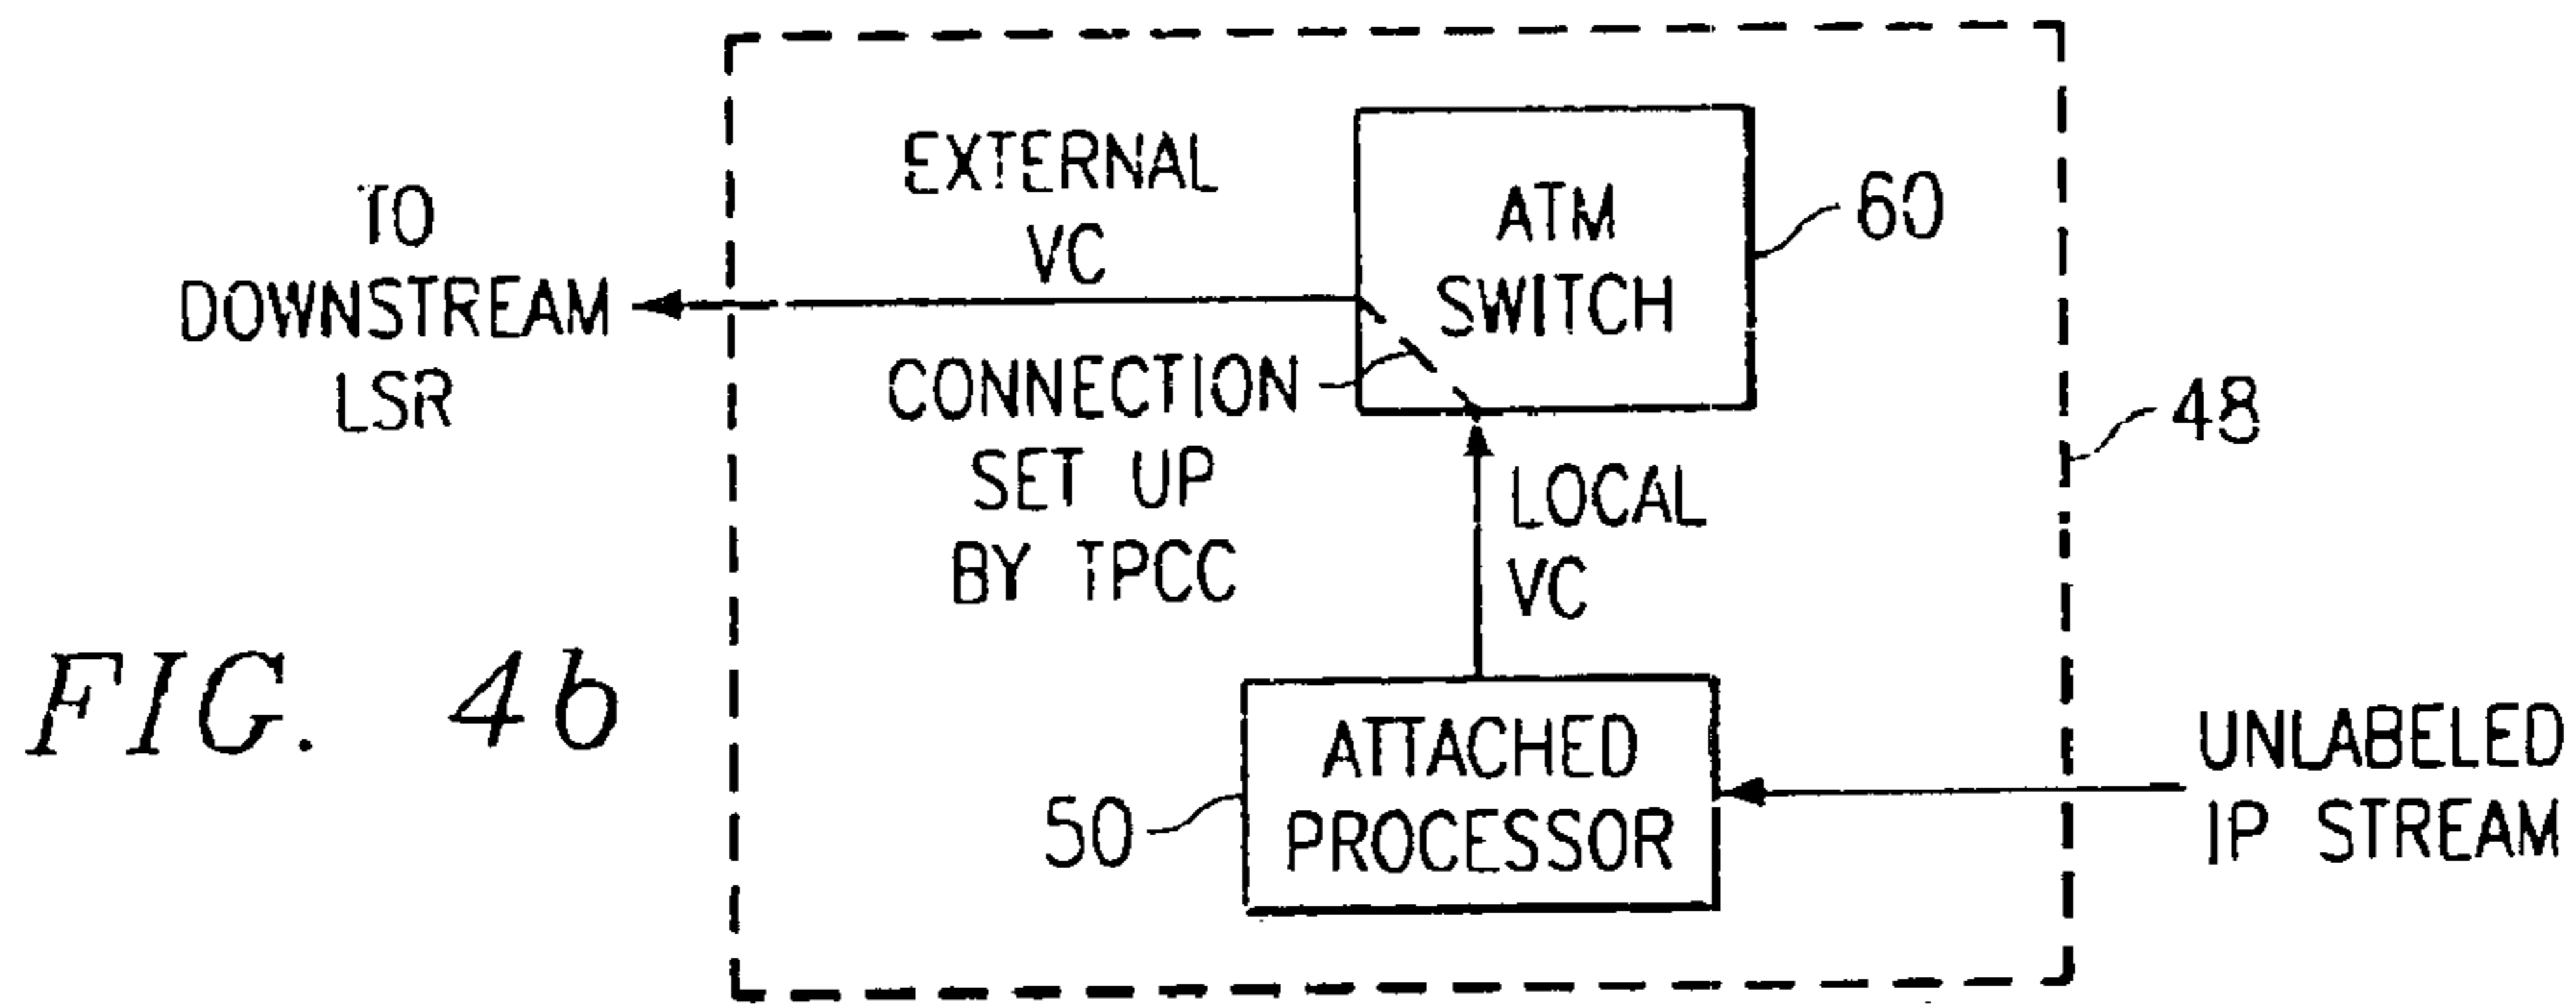 TO
DOWNSTREAM
LSR
EXTERNAL
VC
ATM
SWITCH
60
CONNECTION
SET UP
BY TPCC
LOCAL
VC
48
ATTACHED
PROCESSOR
50
UNLABELED
IP STREAM
FIG. 4b